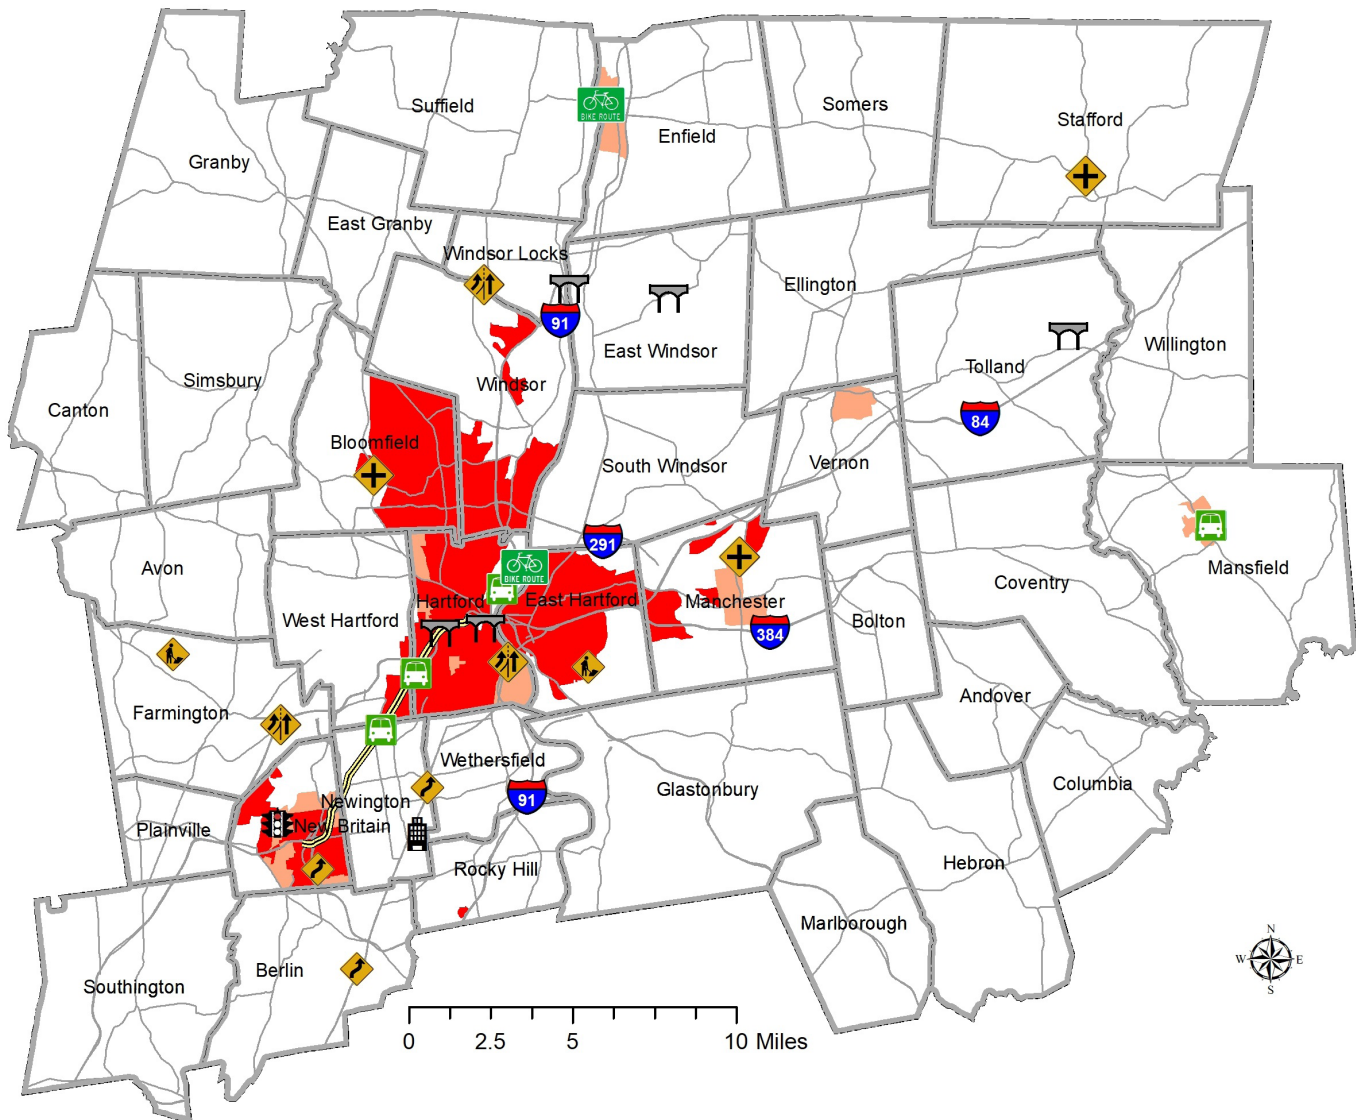 Suffield
BIKE ROUTE
Somers
Stafford
Enfield
Granby
East Granby
Windsor Locks
Ellington
91
East Windsor
Willington
Tolland
Simsbury
Windsor
Canton
84
Bloomfield
South Windsor
Vernon
291
Avon
BIKE ROUTE
Mansfield
Coventry
Hartford
East Hartford
Manchester
West Hartford
Bolton
384
Andover
Farmington
Wethersfield
Columbia
Glastonbury
91
Newington
Plainville
New Britain
Hebron
Rocky Hill
Marlborough
N
W
E
S
Berlin
Southington
0
2.5
5
10 Miles